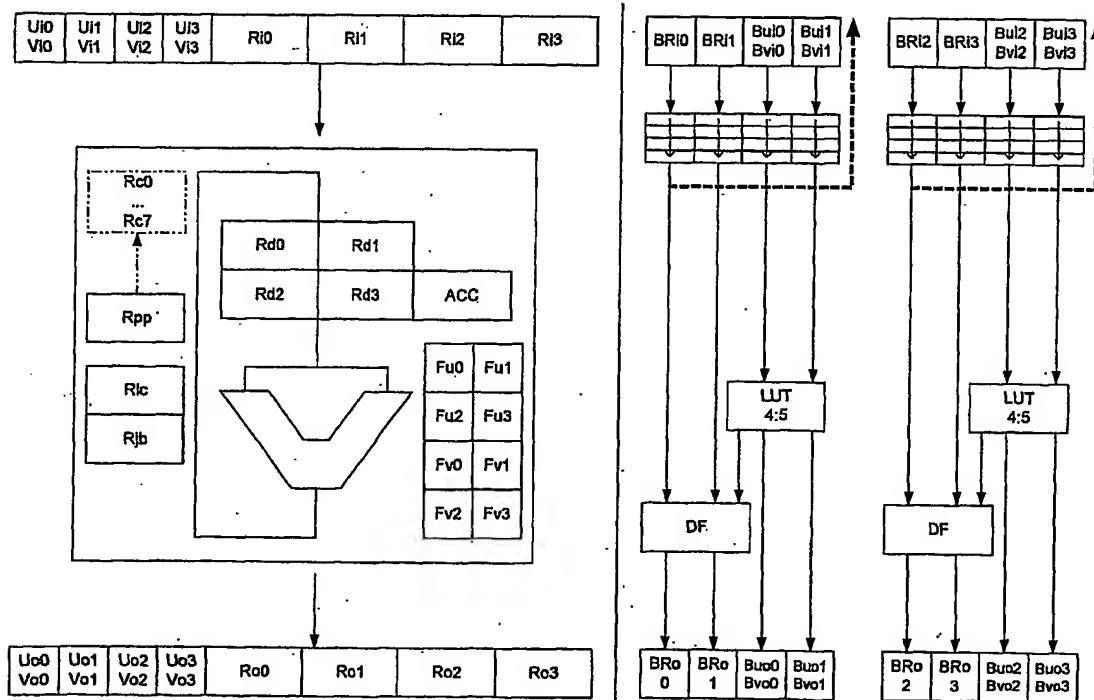 Ui0 Ui1 Ui2 Ui3
Vi0 Vi1 Vi2 Vi3
Ri0 Ri1 Ri2 Ri3
Rc0
...
Rc7
Rpp
Rlc
Rjb
Rd0 Rd1
Rd2 Rd3 ACC
Fu0 Fu1
Fu2 Fu3
Fv0 Fv1
Fv2 Fv3
Uo0 Uo1 Uo2 Uo3
Vo0 Vo1 Vo2 Vo3
Ro0 Ro1 Ro2 Ro3
BRi0 BRi1
Bui0 Bui1
Bvi0 Bvi1
LUT
4:5
DF
BRo BRo
0 1
Buo0 Buo1
Bvo0 Bvo1
BRi2 BRi3
Bui2 Bui3
Bvi2 Bvi3
LUT
4:5
DF
BRo BRo
2 3
Buo2 Buo3
Bvo2 Bvo3